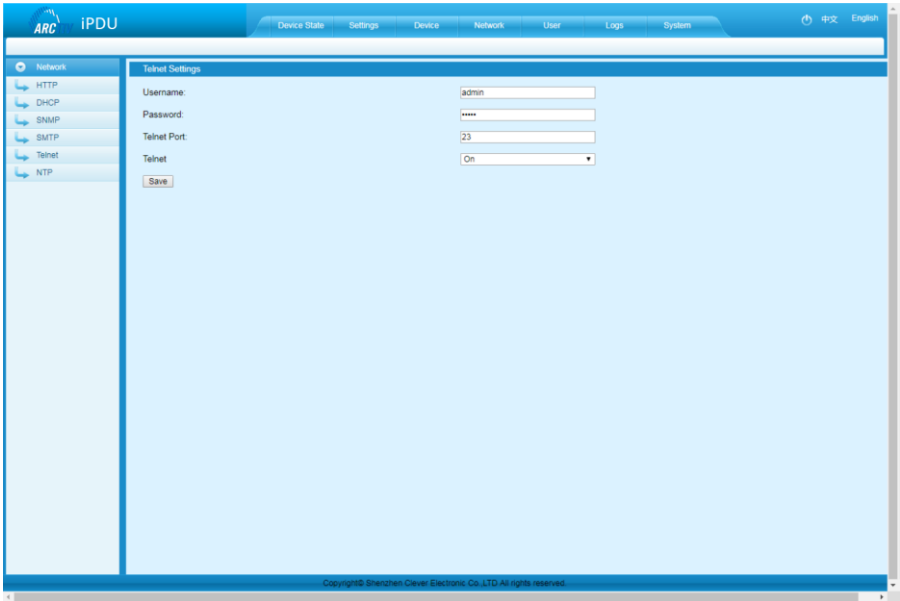 ARC iPDU
Device State Settings Device Network User Logs System
中文 English
Network
HTTP
DHCP
SNMP
SMTP
Telnet
NTP
Telnet Settings
Username: admin
Password: •••••
Telnet Port: 23
Telnet On
Save
Copyright© Shenzhen Clever Electronic Co.,LTD All rights reserved.